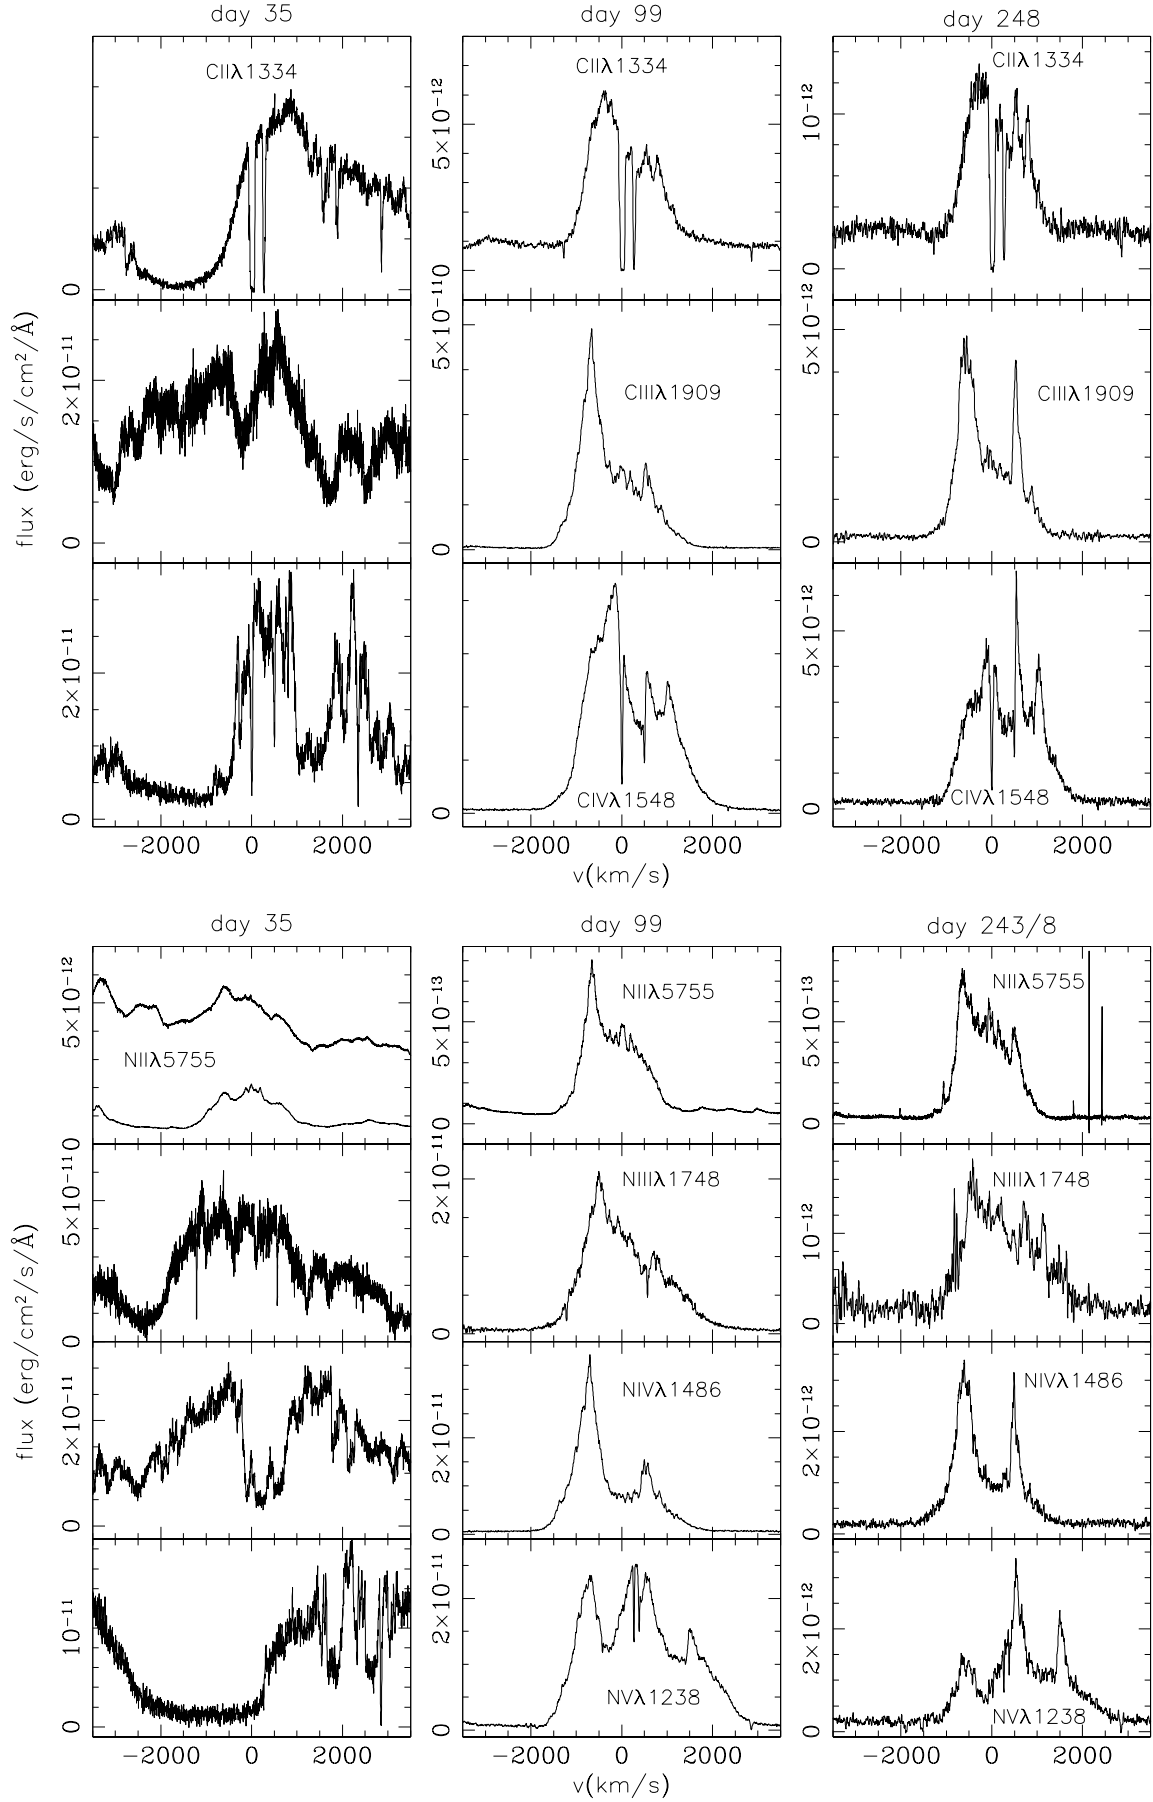 day 35
day 99
day 248
CIIλ1334
CIIλ1334
CIIλ1334
0
5×10⁻¹²
0
10⁻¹²
0
2×10⁻¹¹
0
5×10⁻¹¹
CIIIλ1909
0
5×10⁻¹²
CIIIλ1909
0
2×10⁻¹¹
0
CIVλ1548
0
5×10⁻¹²
CIVλ1548
0
flux (erg/s/cm²/Å)
−2000 0 2000
−2000 0 2000
−2000 0 2000
v(km/s)
day 35
day 99
day 243/8
5×10⁻¹²
NIIλ5755
0
5×10⁻¹³
NIIλ5755
0
5×10⁻¹³
NIIλ5755
0
5×10⁻¹¹
0
2×10⁻¹¹
NIIIλ1748
0
10⁻¹²
NIIIλ1748
0
2×10⁻¹¹
0
2×10⁻¹¹
NIVλ1486
0
2×10⁻¹²
NIVλ1486
0
10⁻¹¹
0
2×10⁻¹¹
NVλ1238
0
2×10⁻¹²
NVλ1238
0
flux (erg/cm²/s/Å)
−2000 0 2000
−2000 0 2000
−2000 0 2000
v(km/s)